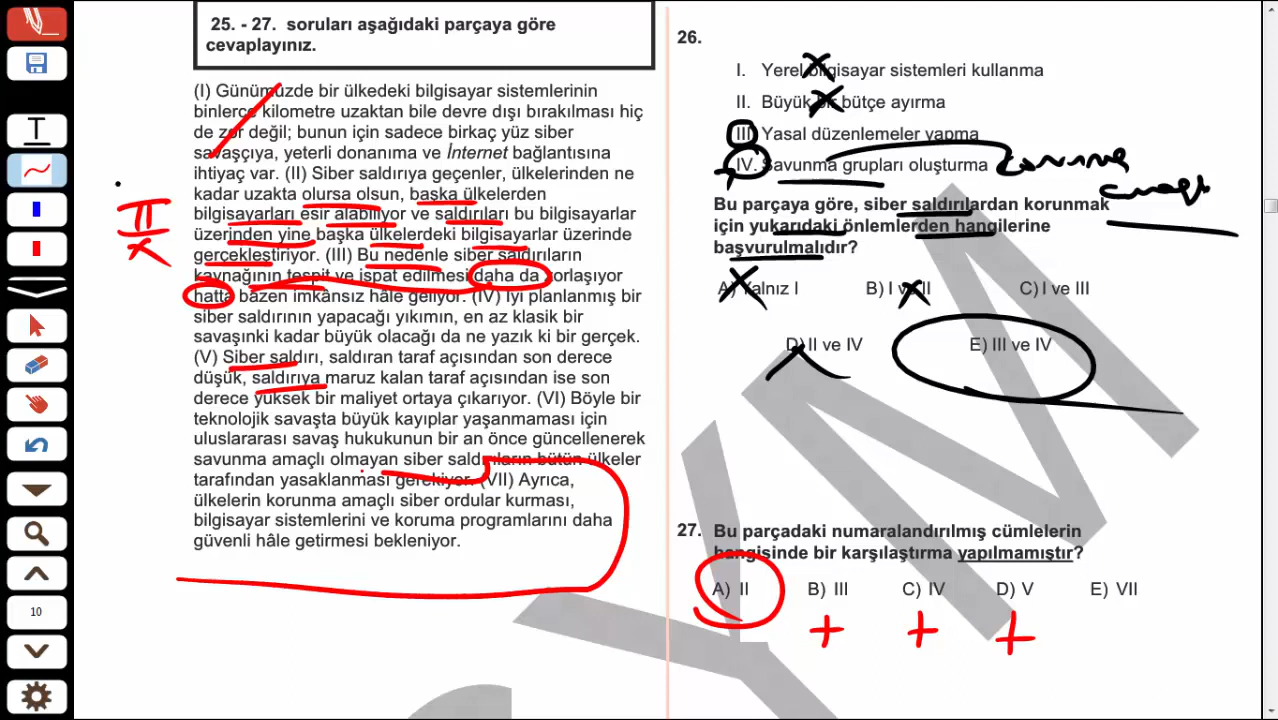 25. - 27. soruları aşağıdaki parçaya göre
cevaplayınız.
(I) Günümüzde bir ülkedeki bilgisayar sistemlerinin
binlerce kilometre uzaktan bile devre dışı bırakılması hiç
de zor değil; bunun için sadece birkaç yüz siber
savaşçıya, yeterli donanıma ve İnternet bağlantısına
ihtiyaç var. (II) Siber saldırıya geçenler, ülkelerinden ne
kadar uzakta olursa olsun, başka ülkelerden
bilgisayarları esir alabiliyor ve saldırıları bu bilgisayarlar
üzerinden yine başka ülkelerdeki bilgisayarlar üzerinde
gerçekleştiriyor. (III) Bu nedenle siber saldırıların
kaynağının tespit ve ispat edilmesi daha da zorlaşıyor
hatta bazen imkânsız hâle geliyor. (IV) İyi planlanmış bir
siber saldırının yapacağı yıkımın, en az klasik bir
savaşınki kadar büyük olacağı da ne yazık ki bir gerçek.
(V) Siber saldırı, saldıran taraf açısından son derece
düşük, saldırıya maruz kalan taraf açısından ise son
derece yüksek bir maliyet ortaya çıkarıyor. (VI) Böyle bir
teknolojik savaşta büyük kayıplar yaşanmaması için
uluslararası savaş hukukunun bir an önce güncellenerek
savunma amaçlı olmayan siber saldırıların bütün ülkeler
tarafından yasaklanması gerekiyor. (VII) Ayrıca,
ülkelerin korunma amaçlı siber ordular kurması,
bilgisayar sistemlerini ve koruma programlarını daha
güvenli hâle getirmesi bekleniyor.
II
x
26.
I. Yerel bilgisayar sistemleri kullanma
II. Büyük bir bütçe ayırma
III. Yasal düzenlemeler yapma
IV. Savunma grupları oluşturma
Bu parçaya göre, siber saldırılardan korunmak
için yukarıdaki önlemlerden hangilerine
başvurulmalıdır?
A) Yalnız I B) I ve II C) I ve III
D) II ve IV E) III ve IV
27. Bu parçadaki numaralandırılmış cümlelerin
hangisinde bir karşılaştırma yapılmamıştır?
A) II B) III C) IV D) V E) VII
+ + +
T
10
YM